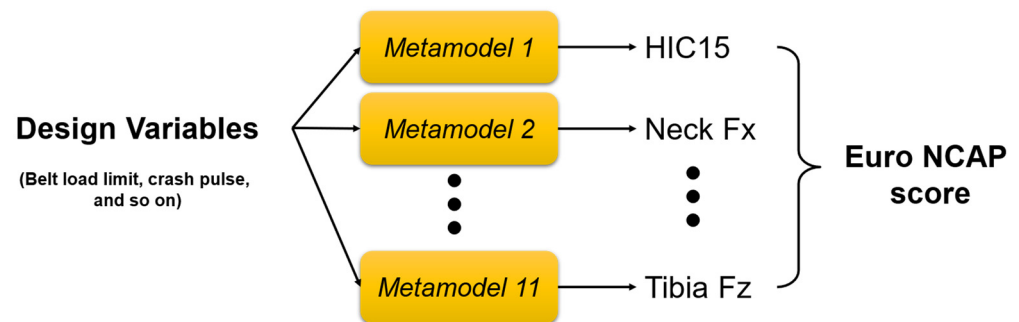 Design Variables
(Belt load limit, crash pulse,
and so on)
Metamodel 1
Metamodel 2
Metamodel 11
HIC15
Neck Fx
Tibia Fz
Euro NCAP
score